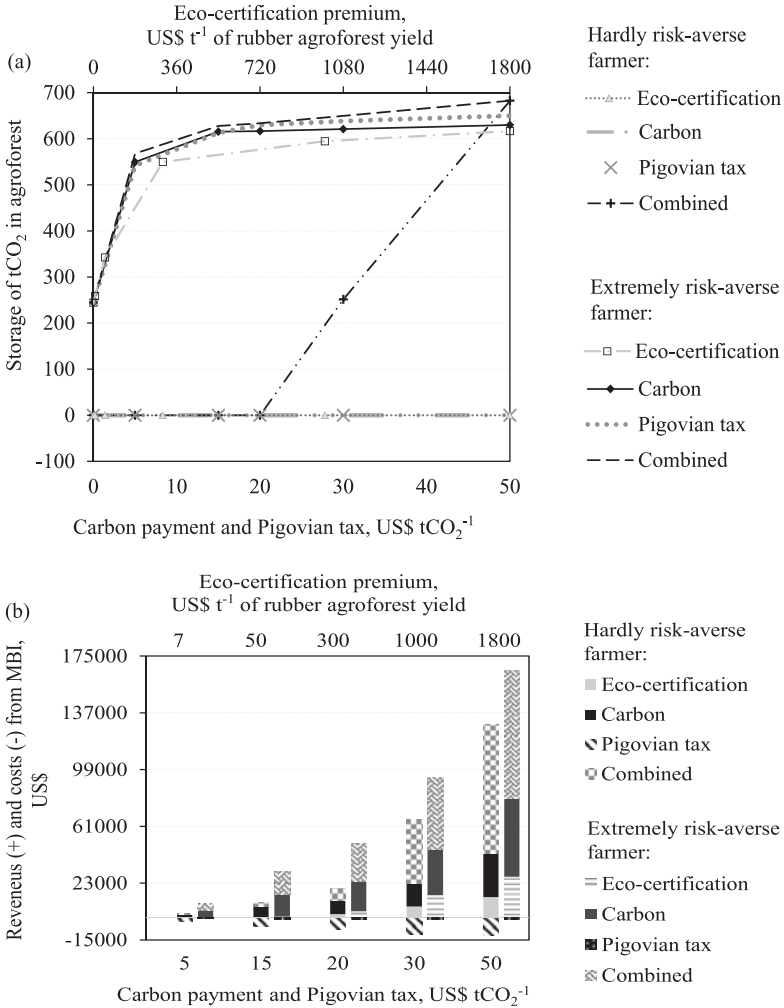 Eco-certification premium,
US$ t-1 of rubber agroforest yield
(a)
0 360 720 1080 1440 1800
700
600
500
400
300
200
100
0
-100
Storage of tCO2 in agroforest
0 10 20 30 40 50
Carbon payment and Pigovian tax, US$ tCO2-1
Hardly risk-averse
farmer:
Eco-certification
Carbon
Pigovian tax
Combined
Extremely risk-averse
farmer:
Eco-certification
Carbon
Pigovian tax
Combined
(b)
Eco-certification premium,
US$ t-1 of rubber agroforest yield
7 50 300 1000 1800
175000
137000
99000
61000
23000
-15000
Reveneus (+) and costs (-) from MBI,
US$
5 15 20 30 50
Carbon payment and Pigovian tax, US$ tCO2-1
Hardly risk-averse
farmer:
Eco-certification
Carbon
Pigovian tax
Combined
Extremely risk-averse
farmer:
Eco-certification
Carbon
Pigovian tax
Combined